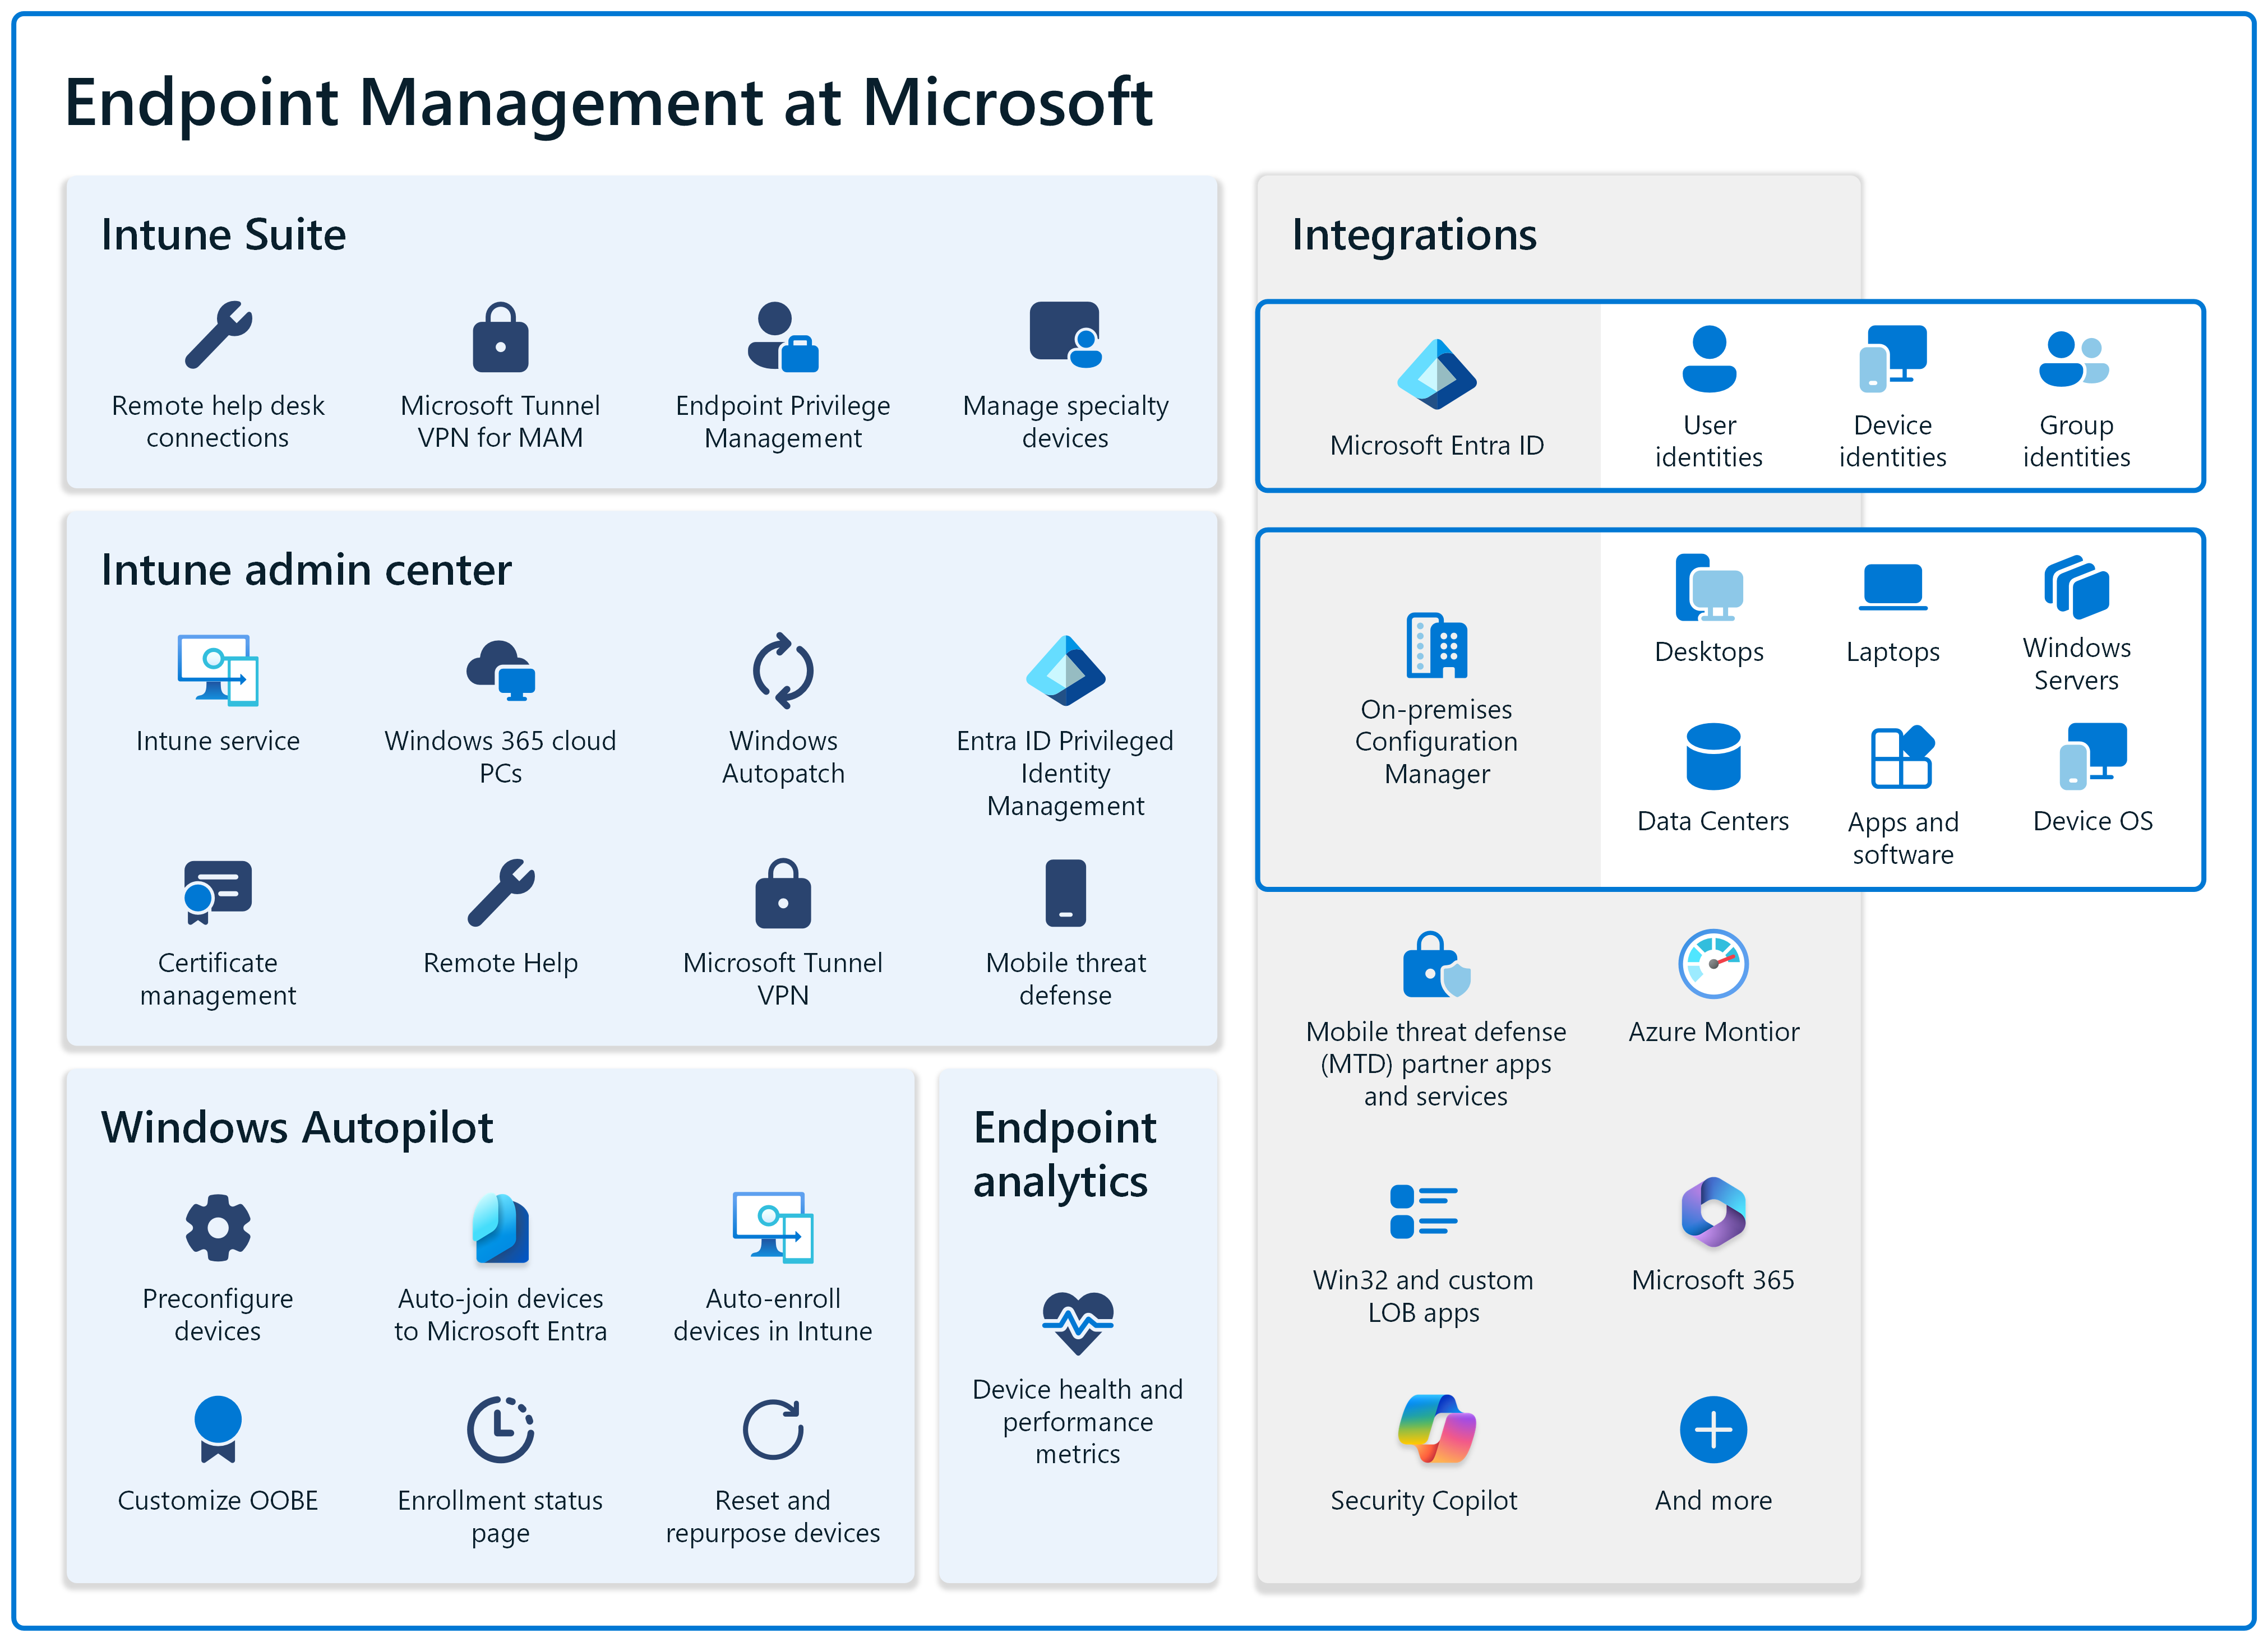 Endpoint Management at Microsoft
Intune Suite
Remote help desk
connections
Microsoft Tunnel
VPN for MAM
Endpoint Privilege
Management
Manage specialty
devices
Intune admin center
Intune service
Windows 365 cloud
PCs
Windows
Autopatch
Entra ID Privileged
Identity
Management
Certificate
management
Remote Help
Microsoft Tunnel
VPN
Mobile threat
defense
Windows Autopilot
Preconfigure
devices
Auto-join devices
to Microsoft Entra
Auto-enroll
devices in Intune
Customize OOBE
Enrollment status
page
Reset and
repurpose devices
Endpoint
analytics
Device health and
performance
metrics
Integrations
Microsoft Entra ID
User
identities
Device
identities
Group
identities
On-premises
Configuration
Manager
Desktops
Laptops
Windows
Servers
Data Centers
Apps and
software
Device OS
Mobile threat defense
(MTD) partner apps
and services
Azure Montior
Win32 and custom
LOB apps
Microsoft 365
Security Copilot
And more